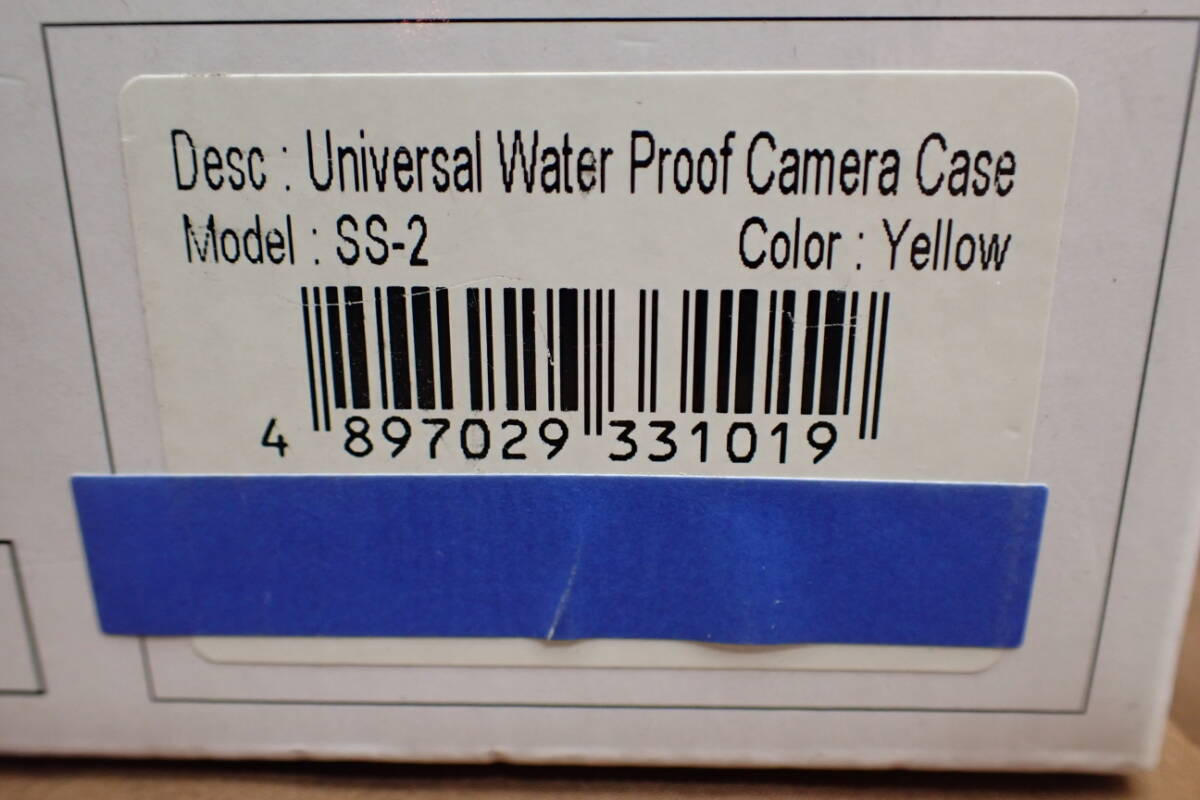 Desc : Universal Water Proof Camera Case
Model : SS-2 Color : Yellow
4 897029 331019